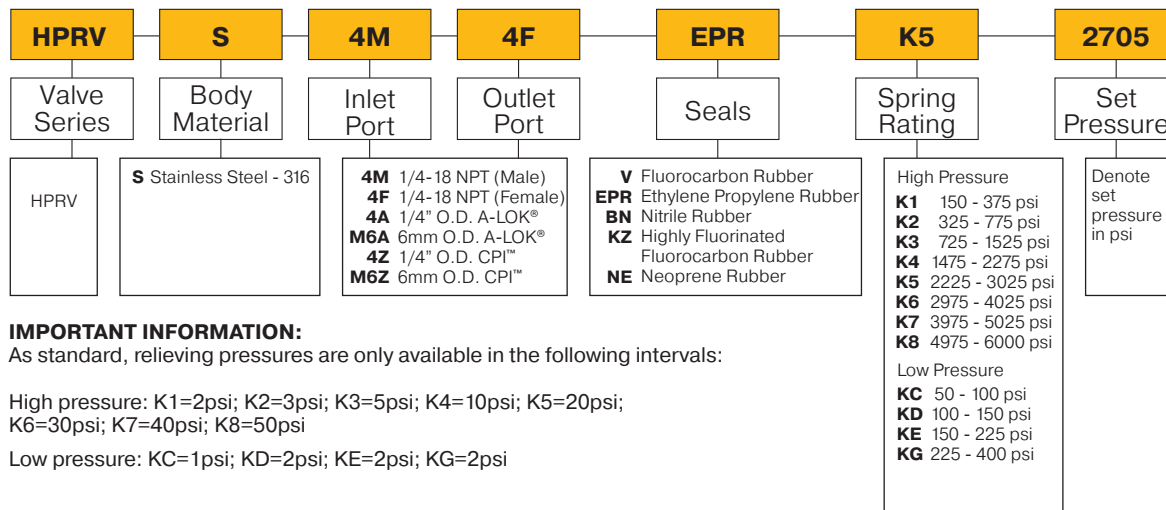 HPRV S 4M 4F EPR K5 2705
Valve Series
Body Material
Inlet Port
Outlet Port
Seals
Spring Rating
Set Pressure
HPRV
S Stainless Steel - 316
4M 1/4-18 NPT (Male)
4F 1/4-18 NPT (Female)
4A 1/4" O.D. A-LOK®
M6A 6mm O.D. A-LOK®
4Z 1/4" O.D. CPI™
M6Z 6mm O.D. CPI™
V Fluorocarbon Rubber
EPR Ethylene Propylene Rubber
BN Nitrile Rubber
KZ Highly Fluorinated
Fluorocarbon Rubber
NE Neoprene Rubber
High Pressure
K1 150 - 375 psi
K2 325 - 775 psi
K3 725 - 1525 psi
K4 1475 - 2275 psi
K5 2225 - 3025 psi
K6 2975 - 4025 psi
K7 3975 - 5025 psi
K8 4975 - 6000 psi
Low Pressure
KC 50 - 100 psi
KD 100 - 150 psi
KE 150 - 225 psi
KG 225 - 400 psi
Denote
set
pressure
in psi
IMPORTANT INFORMATION:
As standard, relieving pressures are only available in the following intervals:
High pressure: K1=2psi; K2=3psi; K3=5psi; K4=10psi; K5=20psi;
K6=30psi; K7=40psi; K8=50psi
Low pressure: KC=1psi; KD=2psi; KE=2psi; KG=2psi